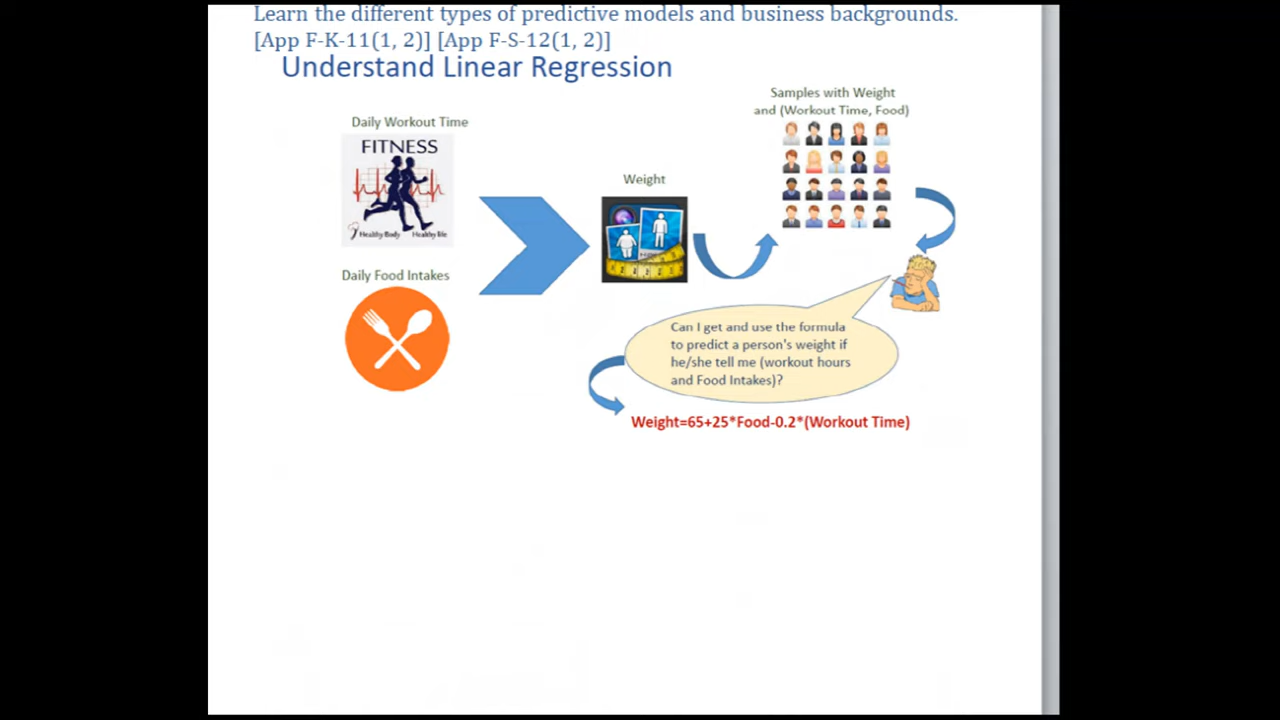 Learn the different types of predictive models and business backgrounds.
[App F-K-11(1, 2)] [App F-S-12(1, 2)]
Understand Linear Regression
Samples with Weight
and (Workout Time, Food)
Daily Workout Time
FITNESS
Healthy Body Healthy life
Weight
Daily Food Intakes
Can I get and use the formula
to predict a person's weight if
he/she tell me (workout hours
and Food Intakes)?
Weight=65+25*Food-0.2*(Workout Time)